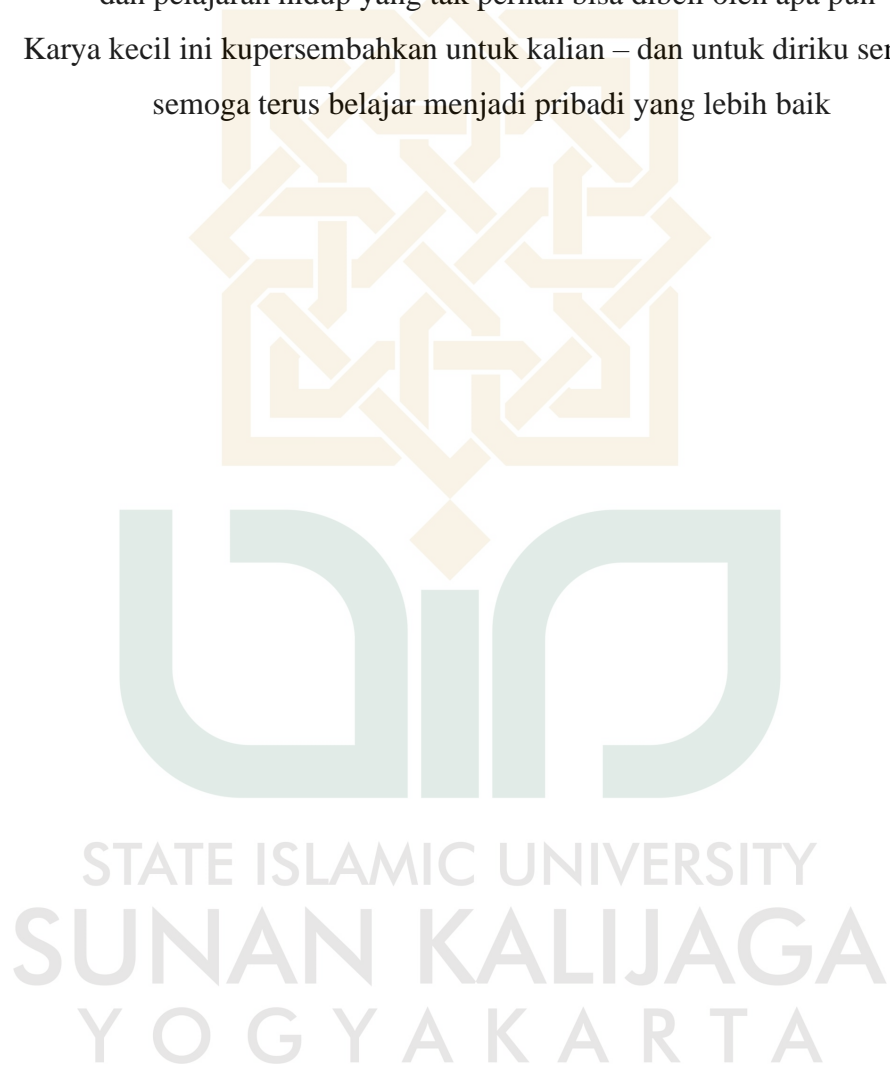 dan pelajaran hidup yang tak pernah bisa dibeli oleh apa pun
Karya kecil ini kupersembahkan untuk kalian – dan untuk diriku
semoga terus belajar menjadi pribadi yang lebih baik
uin
STATE ISLAMIC UNIVERSITY
SUNAN KALIJAGA
YOGYAKARTA